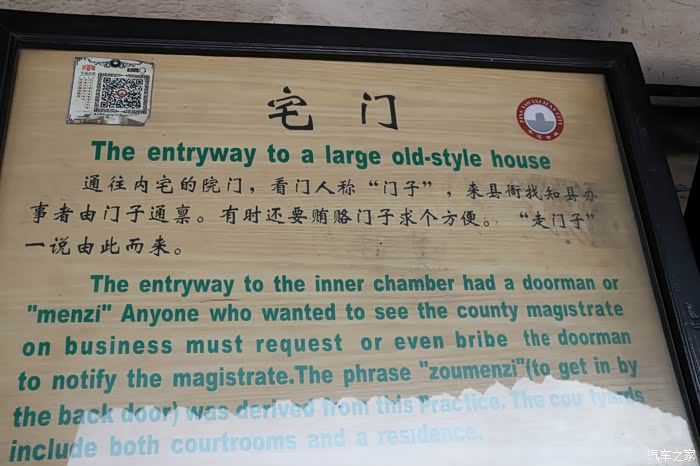 宅门
The entryway to a large old-style house
通往内宅的院门，看门人称“门子”，来县衙找知县办
事者由门子通禀。有时还要贿赂门子求个方便。“走门子”
一说由此而来。
The entryway to the inner chamber had a doorman or
"menzi" Anyone who wanted to see the county magistrate
on business must request or even bribe the doorman
to notify the magistrate.The phrase "zoumenzi"(to get in by
the back door) was derived from this Practice. The cou tyards
include both courtrooms and a residence.
汽车之家